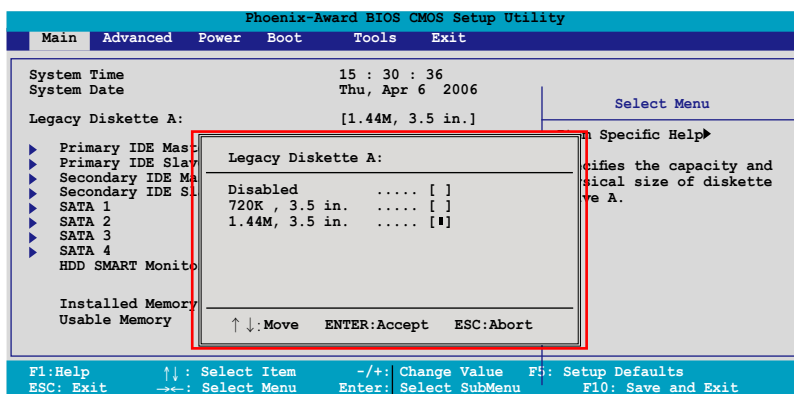 Phoenix-Award BIOS CMOS Setup Utility
Main Advanced Power Boot Tools Exit
System Time 15 : 30 : 36
System Date Thu, Apr 6 2006
Legacy Diskette A: [1.44M, 3.5 in.]
Primary IDE Mast
Primary IDE Slav
Secondary IDE Ma
Secondary IDE Sl
SATA 1
SATA 2
SATA 3
SATA 4
HDD SMART Monito
Installed Memory
Usable Memory
Legacy Diskette A:
Disabled ..... [ ]
720K , 3.5 in. ..... [ ]
1.44M, 3.5 in. ..... [▮]
↑↓:Move ENTER:Accept ESC:Abort
Select Menu
Specific Help▶
cifies the capacity and
sical size of diskette
ve A.
F1:Help ↑↓: Select Item -/+: Change Value F5: Setup Defaults
ESC: Exit →←: Select Menu Enter: Select SubMenu F10: Save and Exit